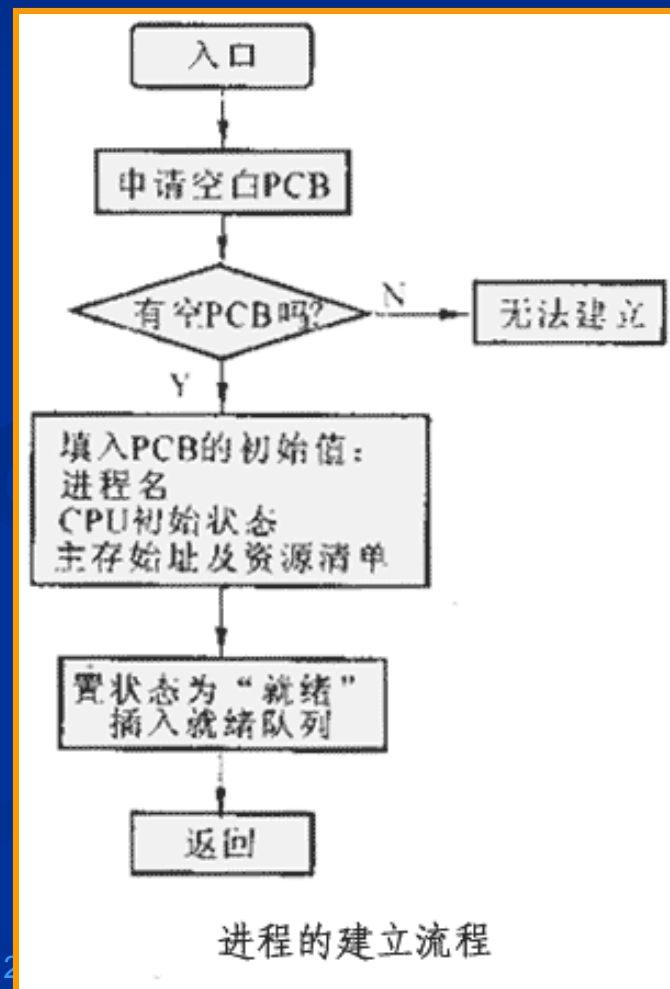 入口
申请空白PCB
有空PCB吗?
N
无法建立
Y
填入PCB的初始值:
进程名
CPU初始状态
主存始址及资源清单
置状态为“就绪”
插入就绪队列
返回
进程的建立流程
2